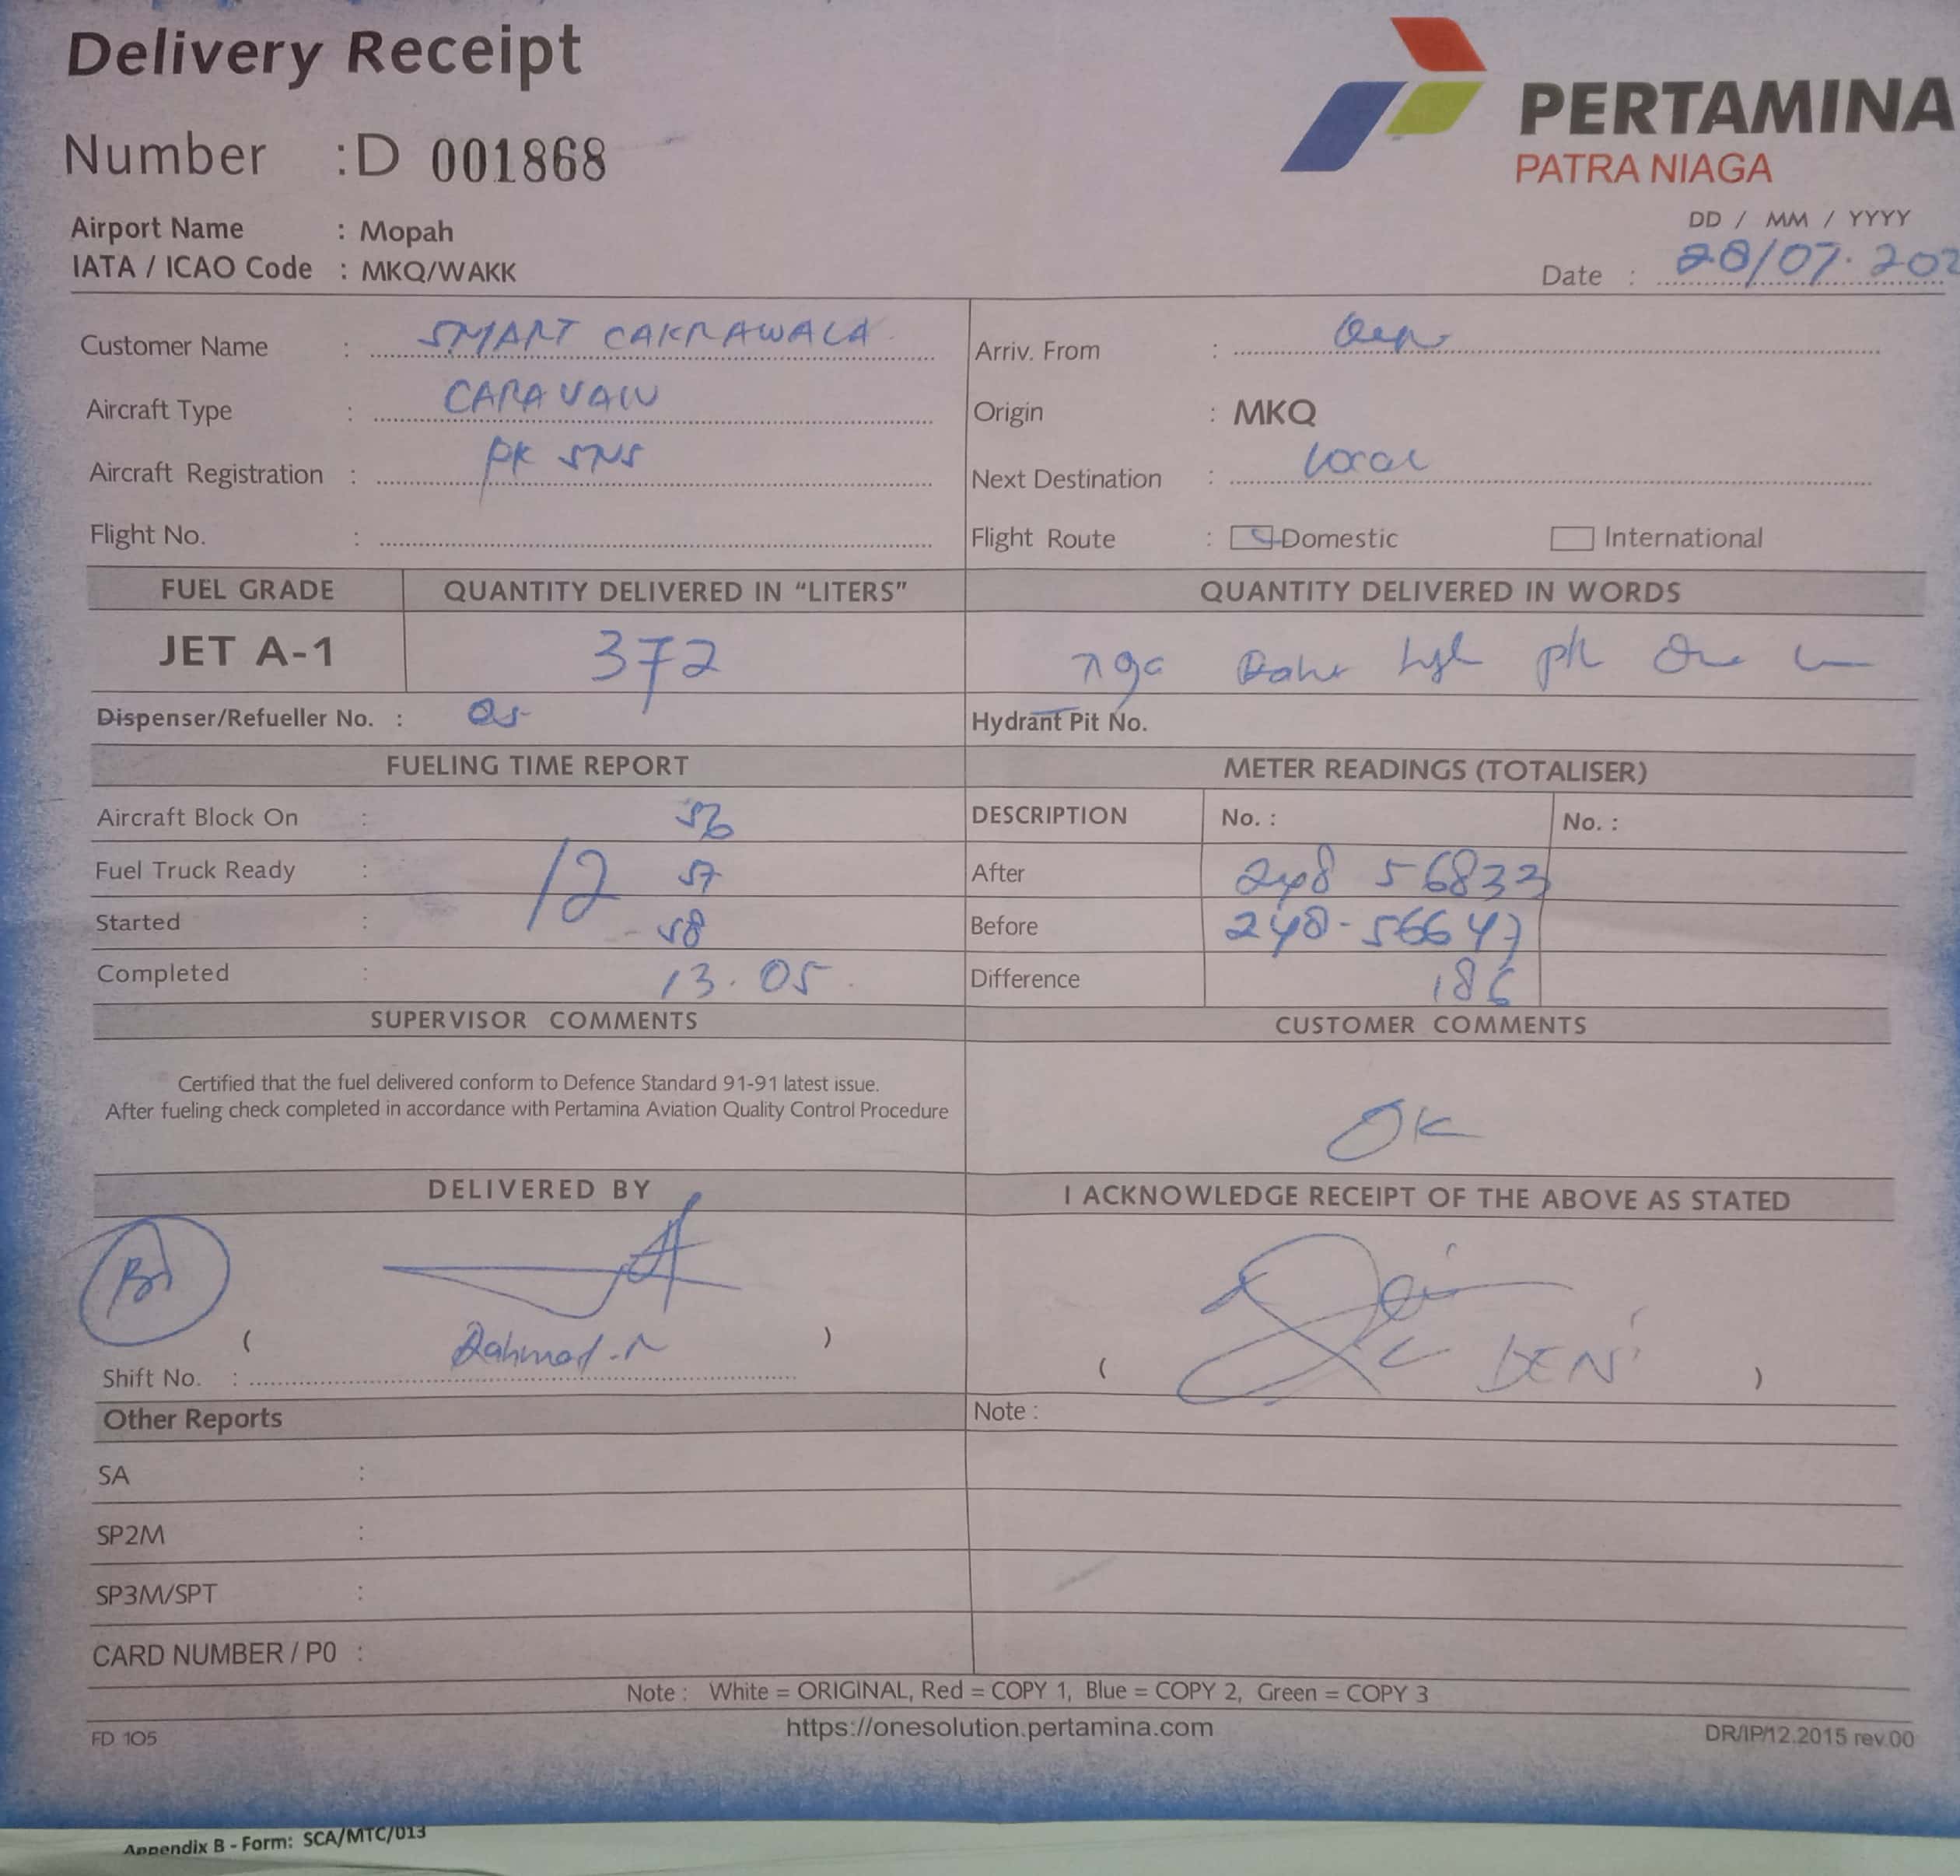 Delivery Receipt
PERTAMINA
PATRA NIAGA
Number : D 001868
Airport Name : Mopah
IATA / ICAO Code : MKQ/WAKK
DD / MM / YYYY
Date : 28/07.202
Customer Name : SMART CAKRAWALA
Arriv. From :
Aircraft Type : CARAVAN
Origin : MKQ
Aircraft Registration : PK SNS
Next Destination : Local
Flight No. :
Flight Route : Domestic International
FUEL GRADE QUANTITY DELIVERED IN “LITERS” QUANTITY DELIVERED IN WORDS
JET A-1 372
Dispenser/Refueller No. :
Hydrant Pit No.
FUELING TIME REPORT METER READINGS (TOTALISER)
Aircraft Block On : 56
DESCRIPTION No. : No. :
Fuel Truck Ready : 12 57
After 248 56833
Started : 58
Before 248-56647
Completed : 13.05
Difference 186
SUPERVISOR COMMENTS CUSTOMER COMMENTS
Certified that the fuel delivered conform to Defence Standard 91-91 latest issue.
After fueling check completed in accordance with Pertamina Aviation Quality Control Procedure
OK
DELIVERED BY I ACKNOWLEDGE RECEIPT OF THE ABOVE AS STATED
( Rahmad )
( DENI )
Shift No. :
Other Reports
Note :
SA :
SP2M :
SP3M/SPT :
CARD NUMBER / P0 :
Note : White = ORIGINAL, Red = COPY 1, Blue = COPY 2, Green = COPY 3
https://onesolution.pertamina.com
FD 105
DR/IP/12.2015 rev.00
Appendix B - Form: SCA/MTC/013